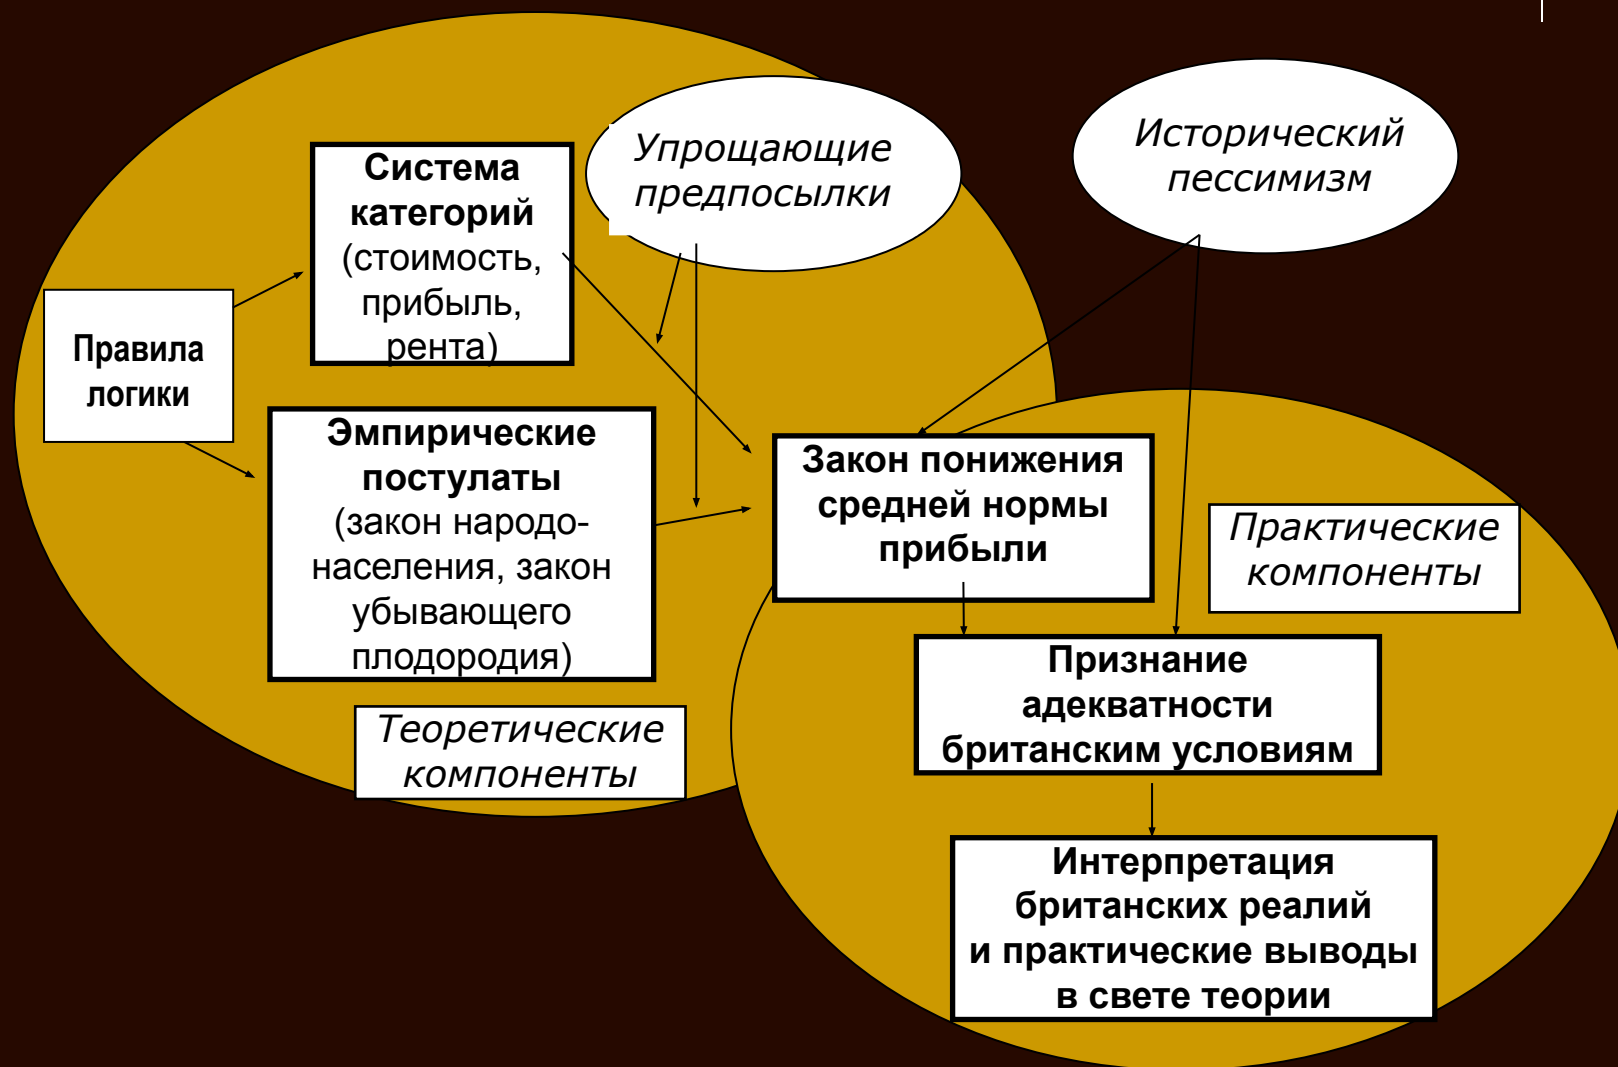 Упрощающие
предпосылки
Исторический
пессимизм
Система
категорий
(стоимость,
прибыль,
рента)
Правила
логики
Эмпирические
постулаты
(закон народо-
населения, закон
убывающего
плодородия)
Закон понижения
средней нормы
прибыли
Практические
компоненты
Теоретические
компоненты
Признание
адекватности
британским условиям
Интерпретация
британских реалий
и практические выводы
в свете теории